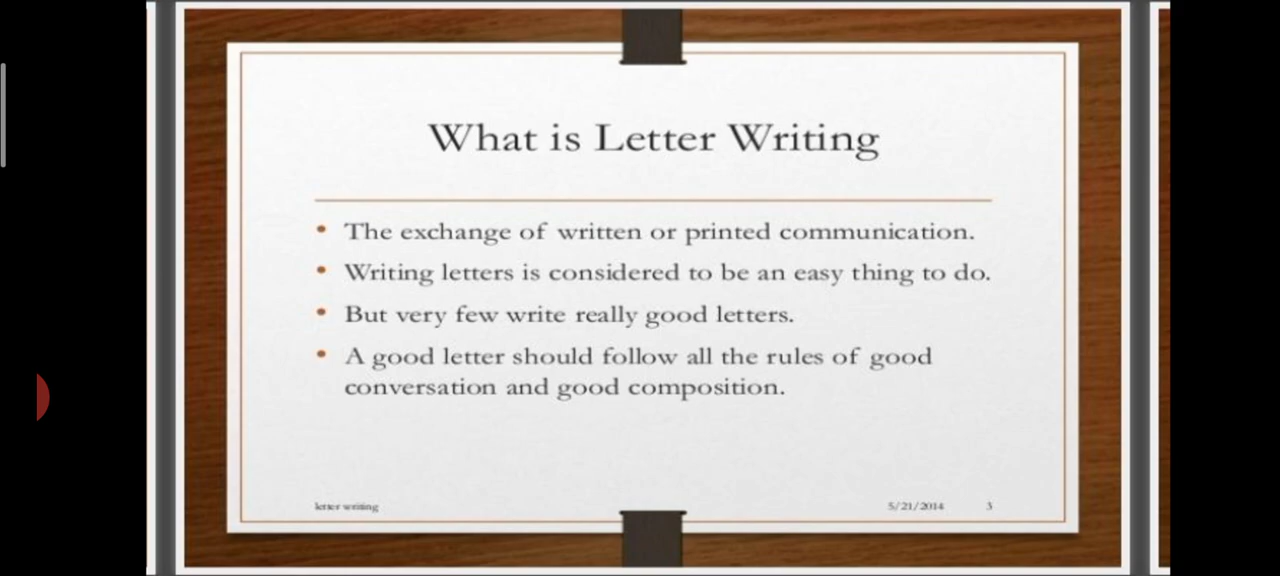 What is Letter Writing
• The exchange of written or printed communication.
• Writing letters is considered to be an easy thing to do.
• But very few write really good letters.
• A good letter should follow all the rules of good
conversation and good composition.
letter writing
5/21/2014
3